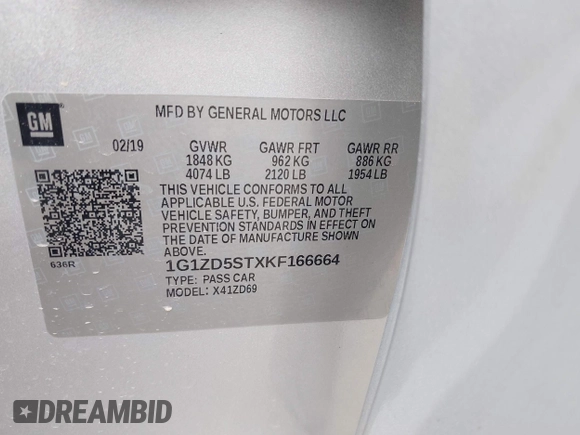 GM
MFD BY GENERAL MOTORS LLC
02/19 GVWR GAWR FRT GAWR RR
1848 KG 962 KG 886 KG
4074 LB 2120 LB 1954 LB
THIS VEHICLE CONFORMS TO ALL
APPLICABLE U.S. FEDERAL MOTOR
VEHICLE SAFETY, BUMPER, AND THEFT
PREVENTION STANDARDS IN EFFECT
ON THE DATE OF MANUFACTURE SHOWN ABOVE.
636R
1G1ZD5STXKF166664
TYPE: PASS CAR
MODEL: X41ZD69
DREAMBID